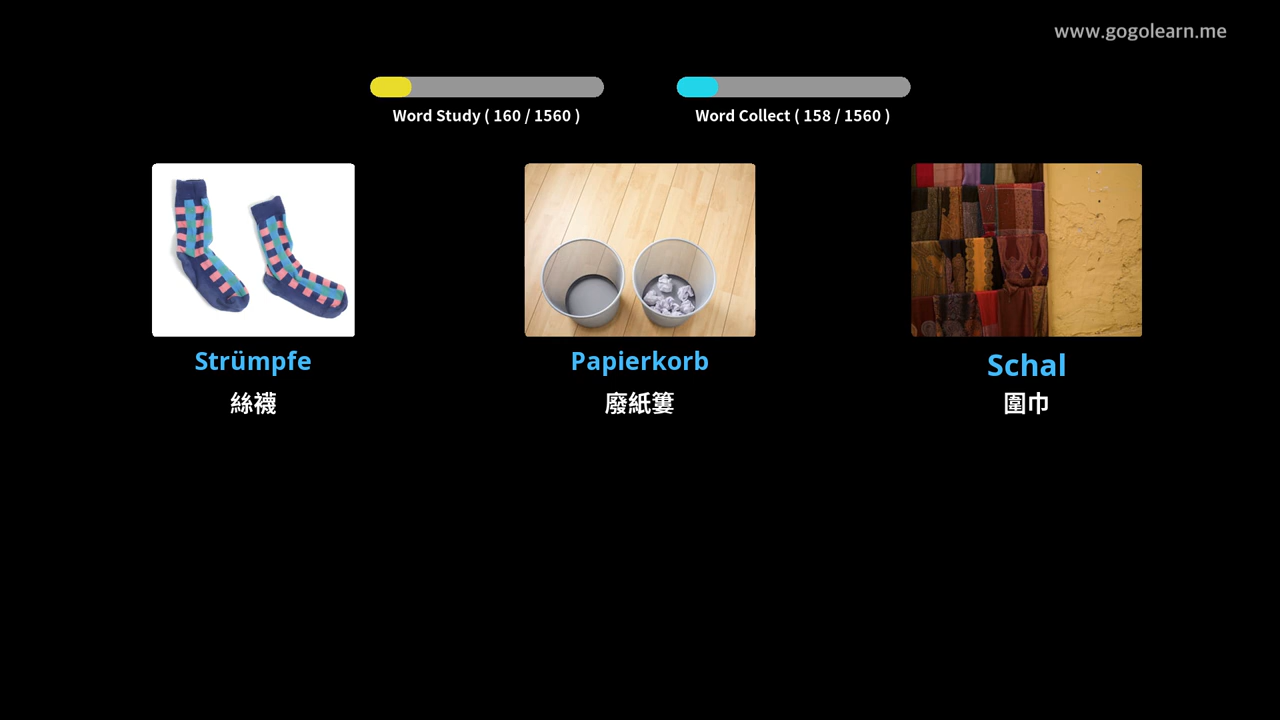 www.gogolearn.me
Word Study ( 160 / 1560 )
Word Collect ( 158 / 1560 )
Strümpfe
絲襪
Papierkorb
廢紙簍
Schal
圍巾